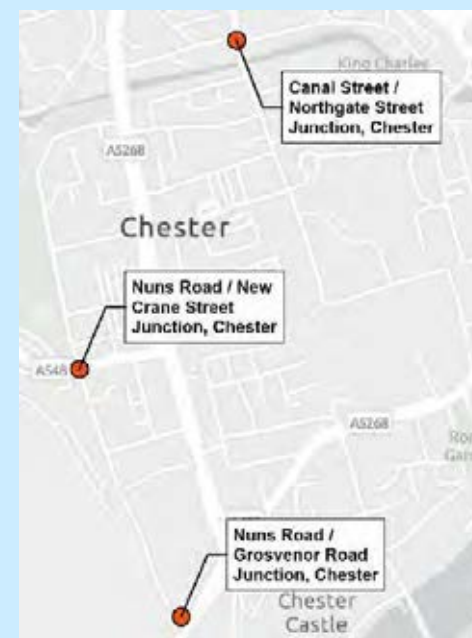 King Charles
Canal Street /
Northgate Street
Junction, Chester
A5268
Chester
Nuns Road / New
Crane Street
Junction, Chester
A548
A5268
Nuns Road /
Grosvenor Road
Junction, Chester
Chester
Castle